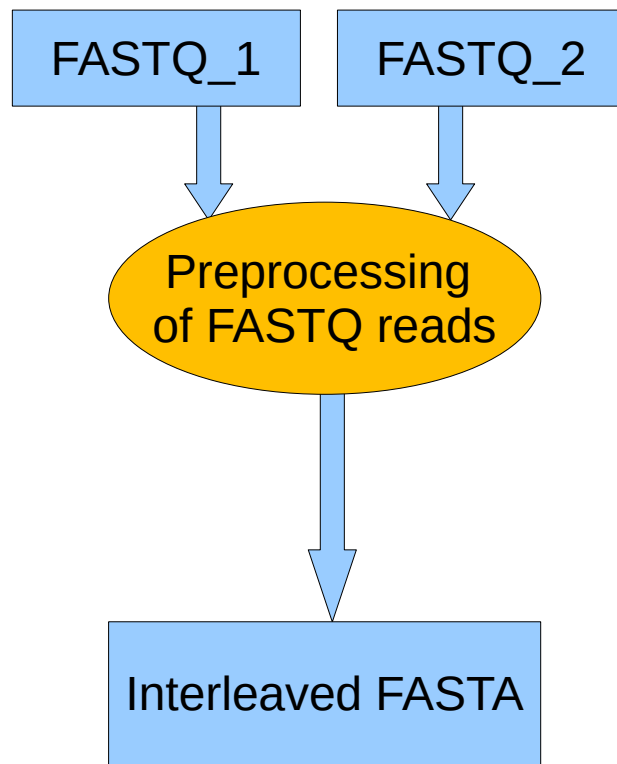 FASTQ_1
FASTQ_2
Preprocessing
of FASTQ reads
Interleaved FASTA